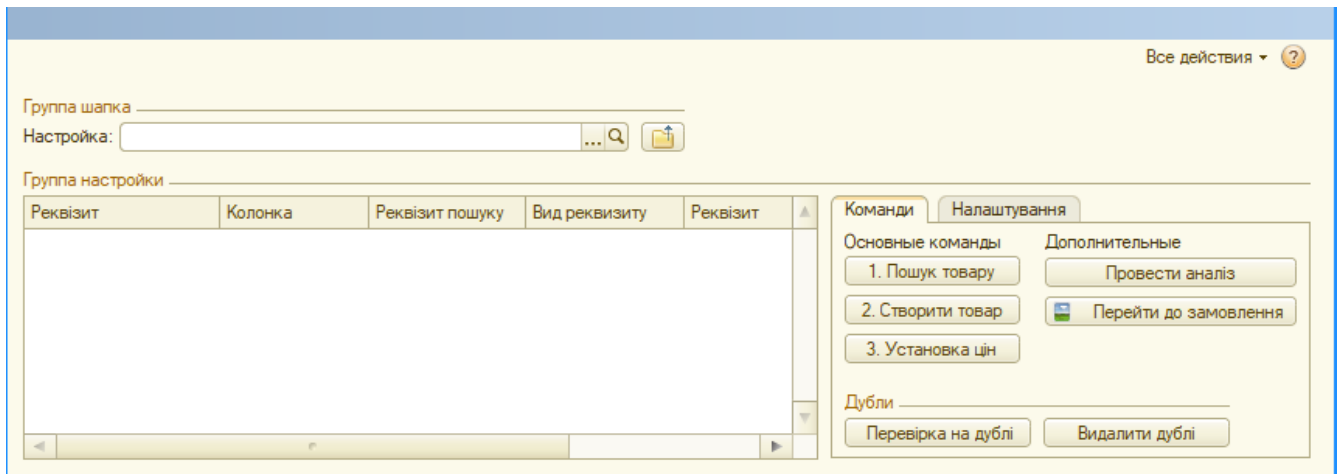 Все действия
Группа шапка
Настройка:
Группа настройки
Реквізит Колонка Реквізит пошуку Вид реквизиту Реквізит
Команди Налаштування
Основные команды Дополнительные
1. Пошук товару Провести аналіз
2. Створити товар Перейти до замовлення
3. Установка цін
Дубли
Перевірка на дублі Видалити дублі